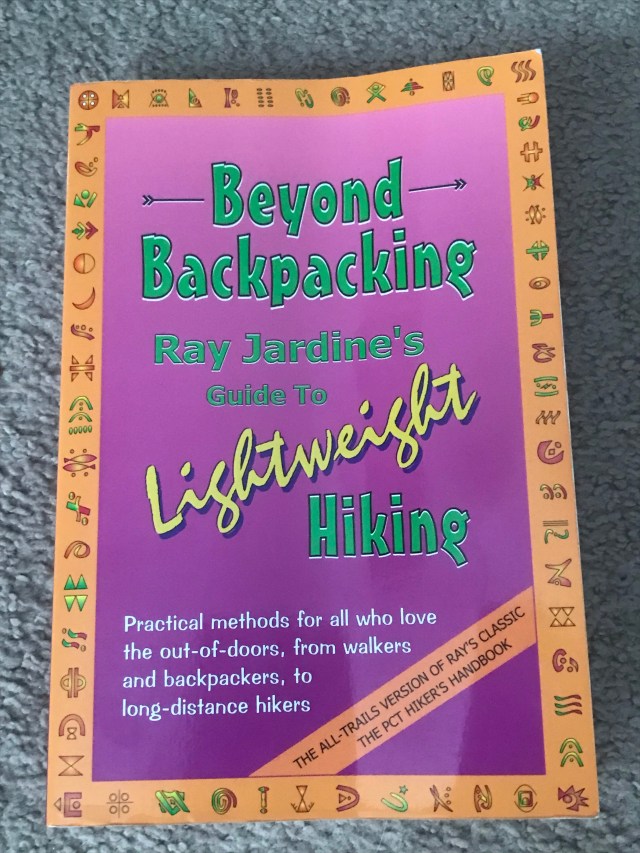 Beyond
Backpacking
Ray Jardine's
Guide To
Lightweight
Hiking
Practical methods for all who love
the out-of-doors, from walkers
and backpackers, to
long-distance hikers
THE ALL-TRAILS VERSION OF RAY'S CLASSIC
THE PCT HIKER'S HANDBOOK